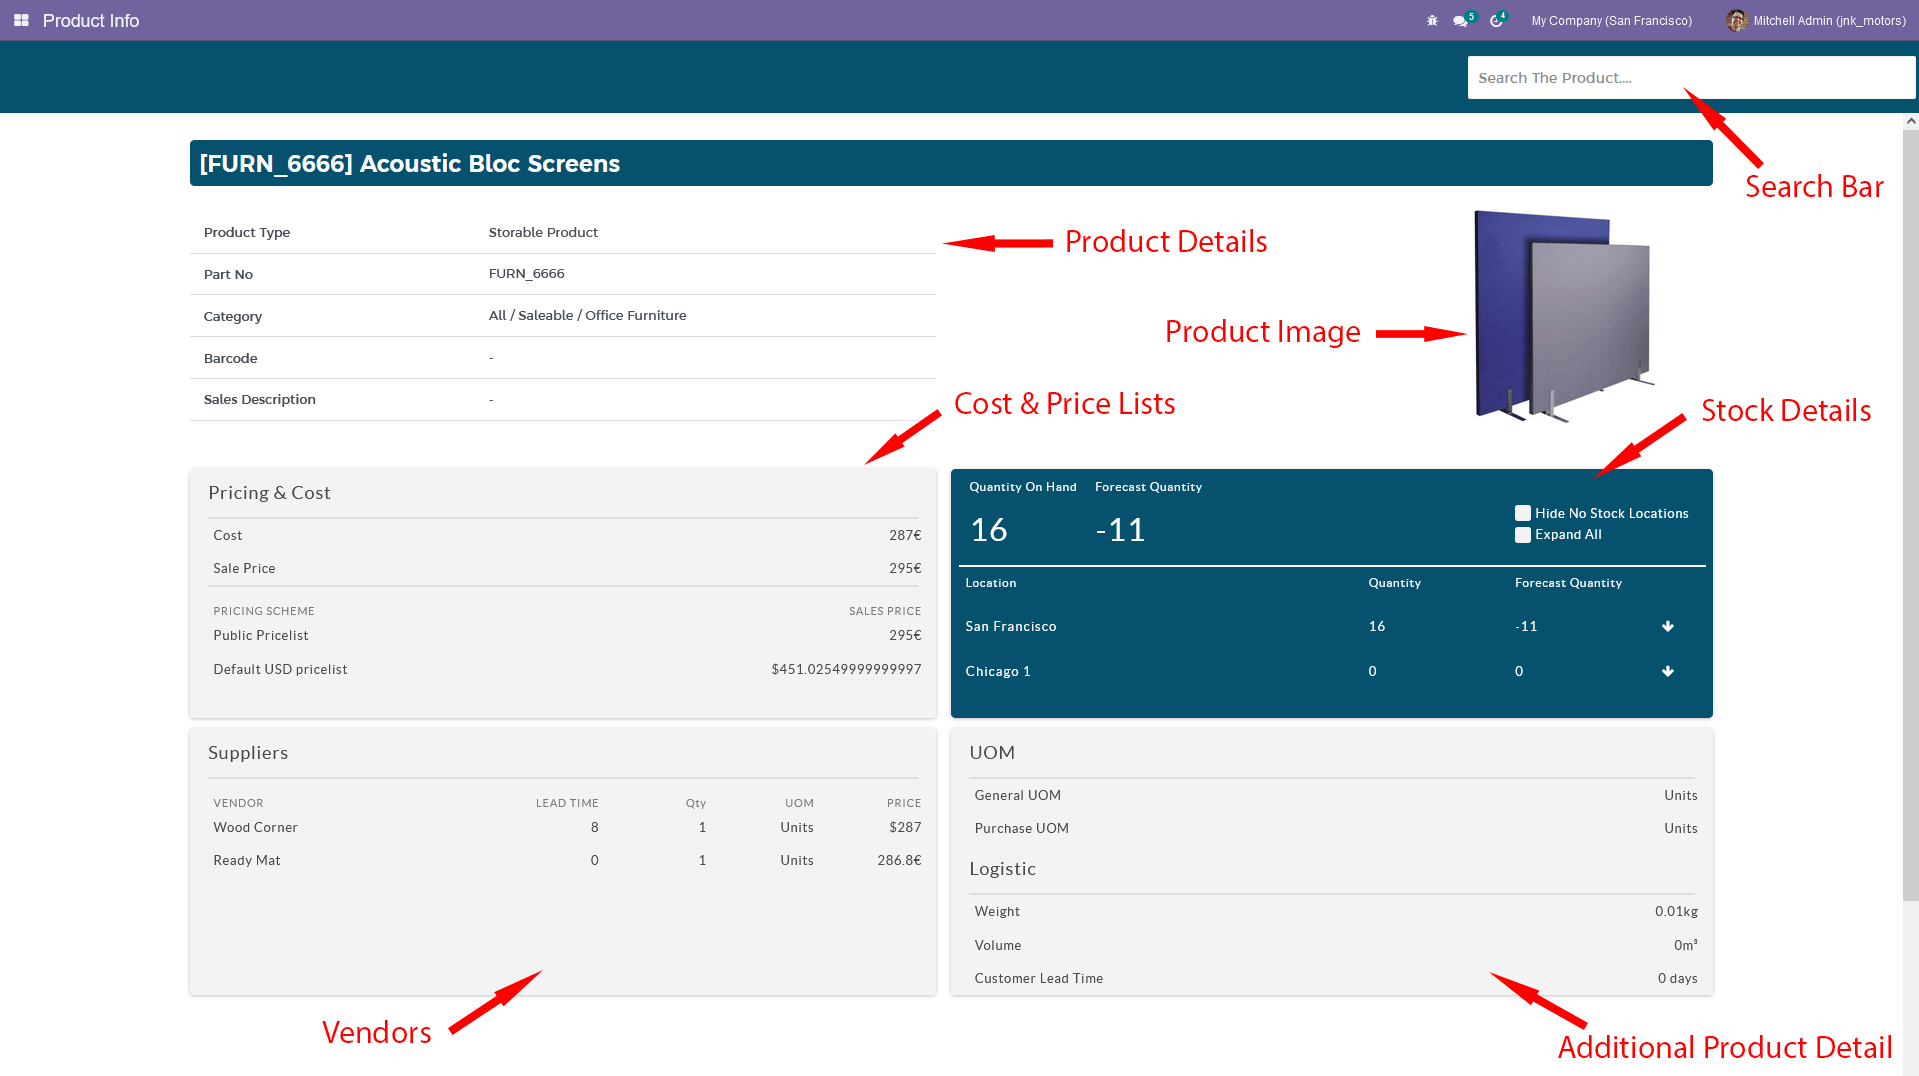 Product Info
5
4
My Company (San Francisco)
Mitchell Admin (jnk_motors)
Search The Product....
Search Bar
[FURN_6666] Acoustic Bloc Screens
Product Type Storable Product
Product Details
Part No FURN_6666
Category All / Saleable / Office Furniture
Product Image
Barcode -
Sales Description -
Cost & Price Lists
Stock Details
Pricing & Cost
Cost 287€
Sale Price 295€
PRICING SCHEME SALES PRICE
Public Pricelist 295€
Default USD pricelist $451.02549999999997
Quantity On Hand Forecast Quantity
16 -11
Hide No Stock Locations
Expand All
Location Quantity Forecast Quantity
San Francisco 16 -11
Chicago 1 0 0
Suppliers
VENDOR LEAD TIME Qty UOM PRICE
Wood Corner 8 1 Units $287
Ready Mat 0 1 Units 286.8€
Vendors
UOM
General UOM Units
Purchase UOM Units
Logistic
Weight 0.01kg
Volume 0m³
Customer Lead Time 0 days
Additional Product Detail